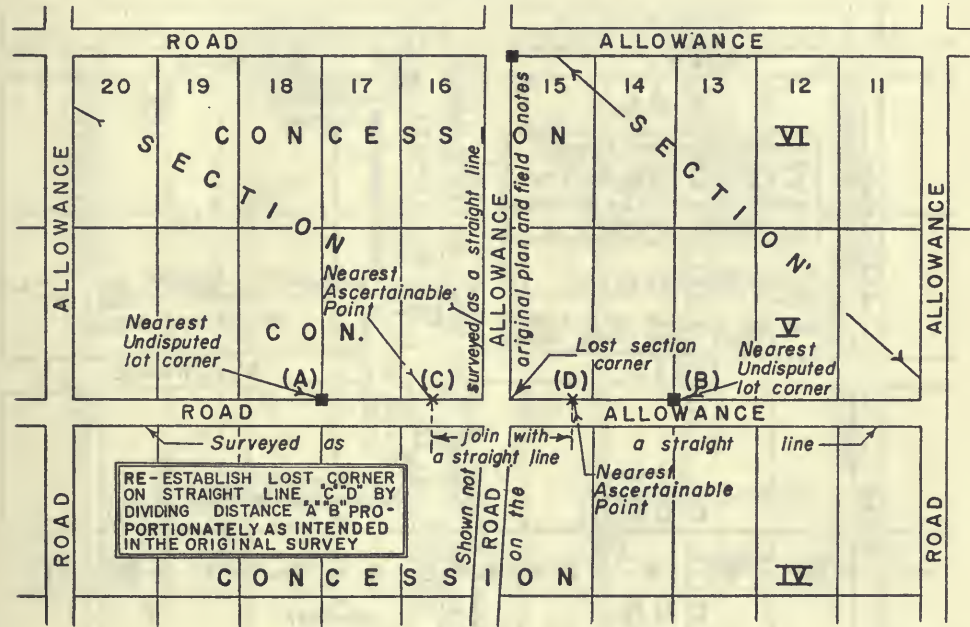 ROAD ALLOWANCE
20 19 18 17 16 15 14 13 12 11
CONCESSION VI
SECTION
SECTION
ALLOWANCE
surveyed as a straight line
ALLOWANCE
original plan and field notes
ALLOWANCE
Nearest
Ascertainable
Point
CON. V
Nearest
Undisputed
lot corner
(A)
(C)
Lost section
corner
(D)
(B)
Nearest
Undisputed
lot corner
ROAD ALLOWANCE
Surveyed as
join with
a straight line
a straight line
Nearest
Ascertainable
Point
RE-ESTABLISH LOST CORNER
ON STRAIGHT LINE "C" "D" BY
DIVIDING DISTANCE "A" "B" PRO-
PORTIONATELY AS INTENDED
IN THE ORIGINAL SURVEY
ROAD
Shown not
ROAD
on the
ROAD
CONCESSION IV